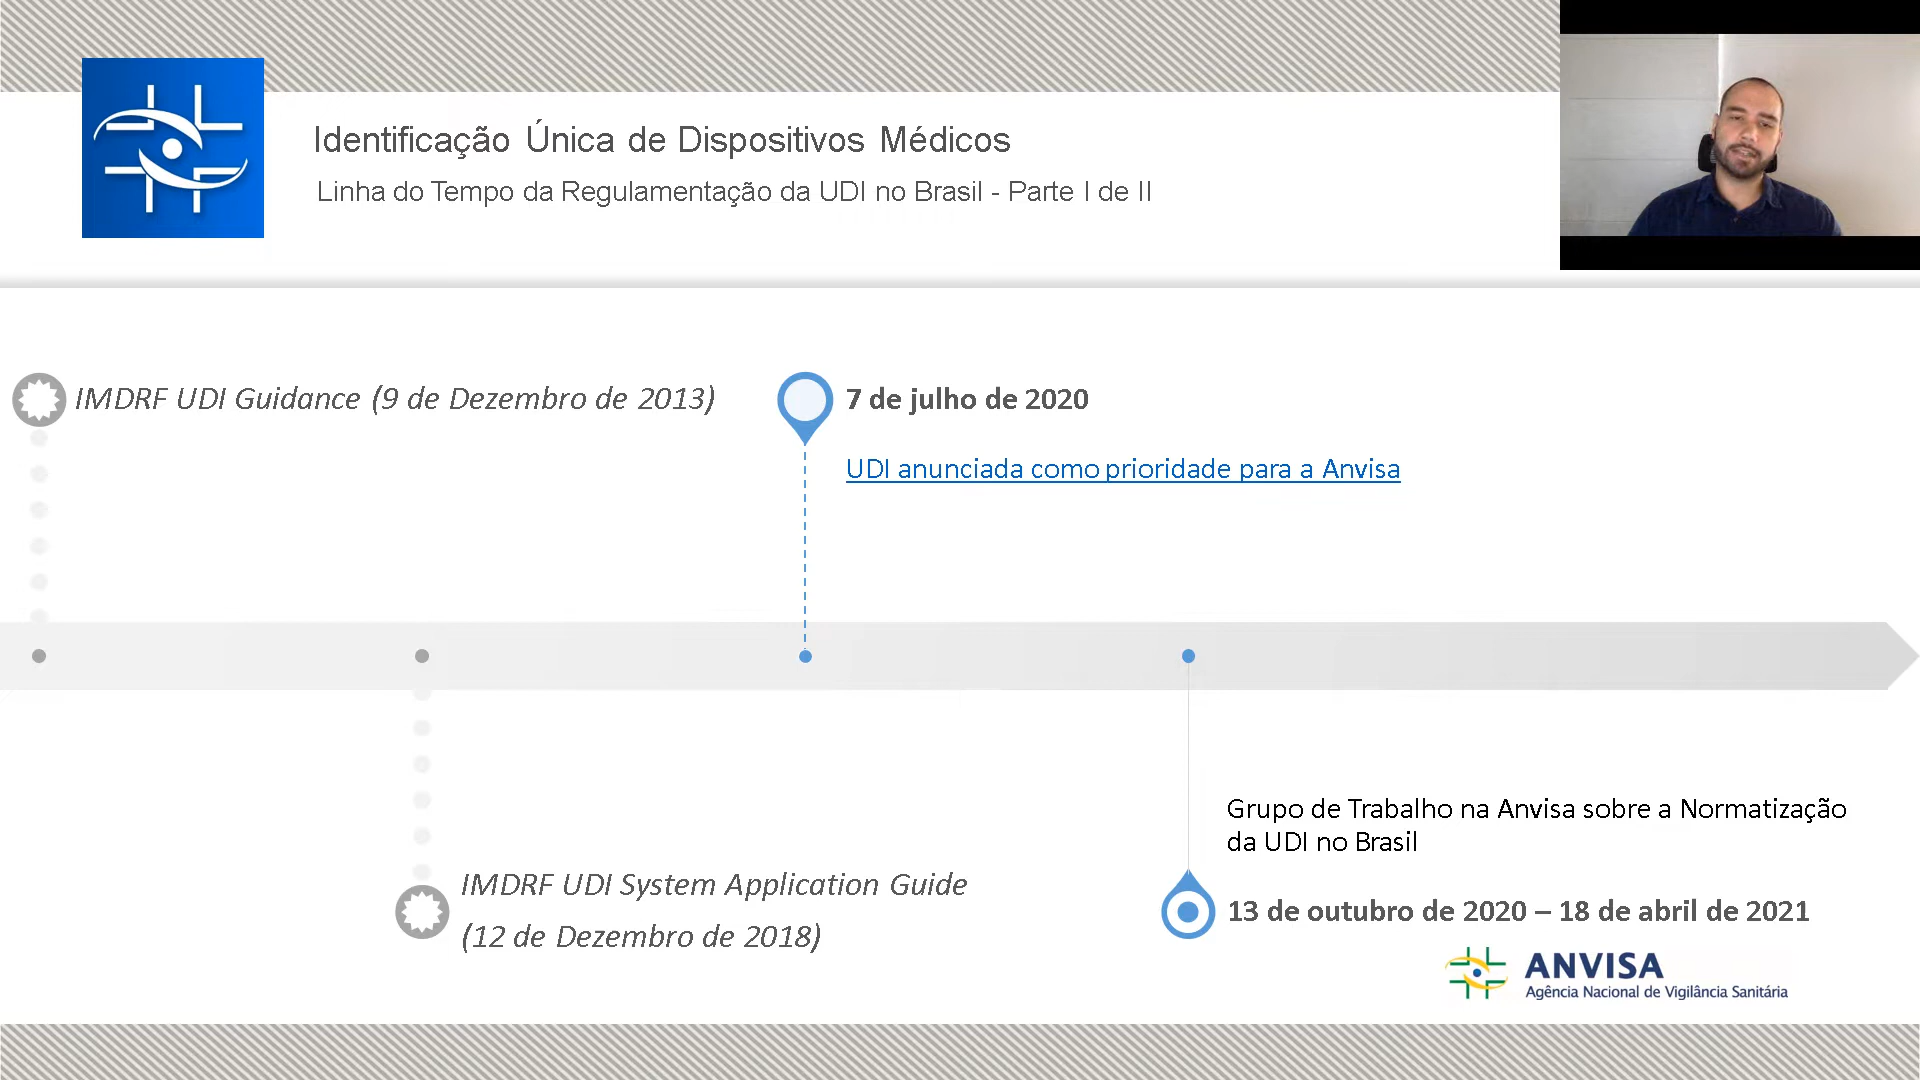 Identificação Única de Dispositivos Médicos
Linha do Tempo da Regulamentação da UDI no Brasil - Parte I de II
IMDRF UDI Guidance (9 de Dezembro de 2013)
7 de julho de 2020
UDI anunciada como prioridade para a Anvisa
IMDRF UDI System Application Guide
(12 de Dezembro de 2018)
Grupo de Trabalho na Anvisa sobre a Normatização
da UDI no Brasil
13 de outubro de 2020 – 18 de abril de 2021
ANVISA
Agência Nacional de Vigilância Sanitária